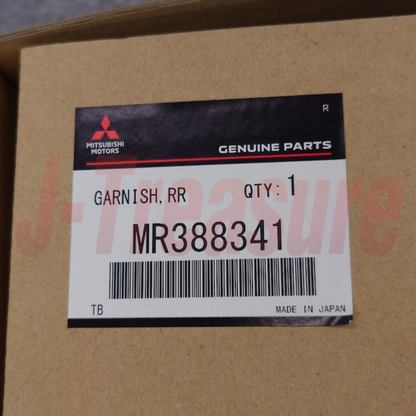 R
MITSUBISHI
MOTORS
GENUINE PARTS
GARNISH,RR QTY:1
MR388341
TB MADE IN JAPAN
J-Treasure